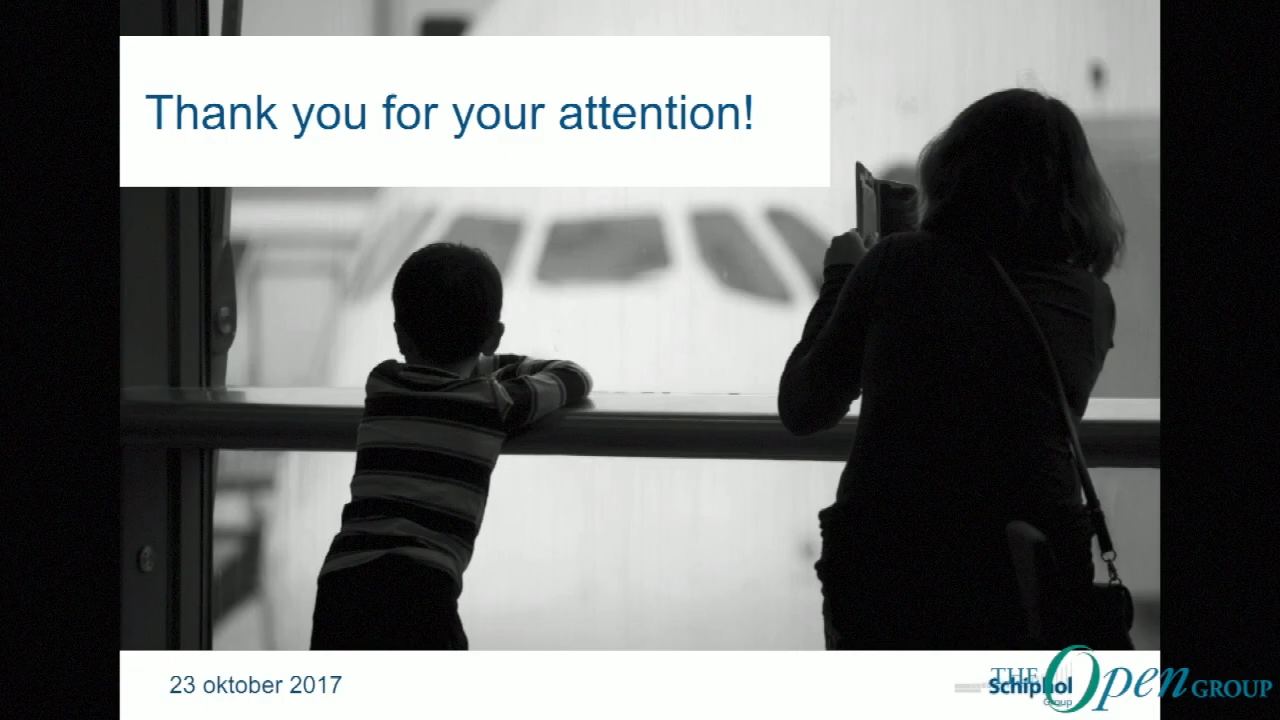 Thank you for your attention!
23 oktober 2017
Schiphol
Group
THE Open GROUP